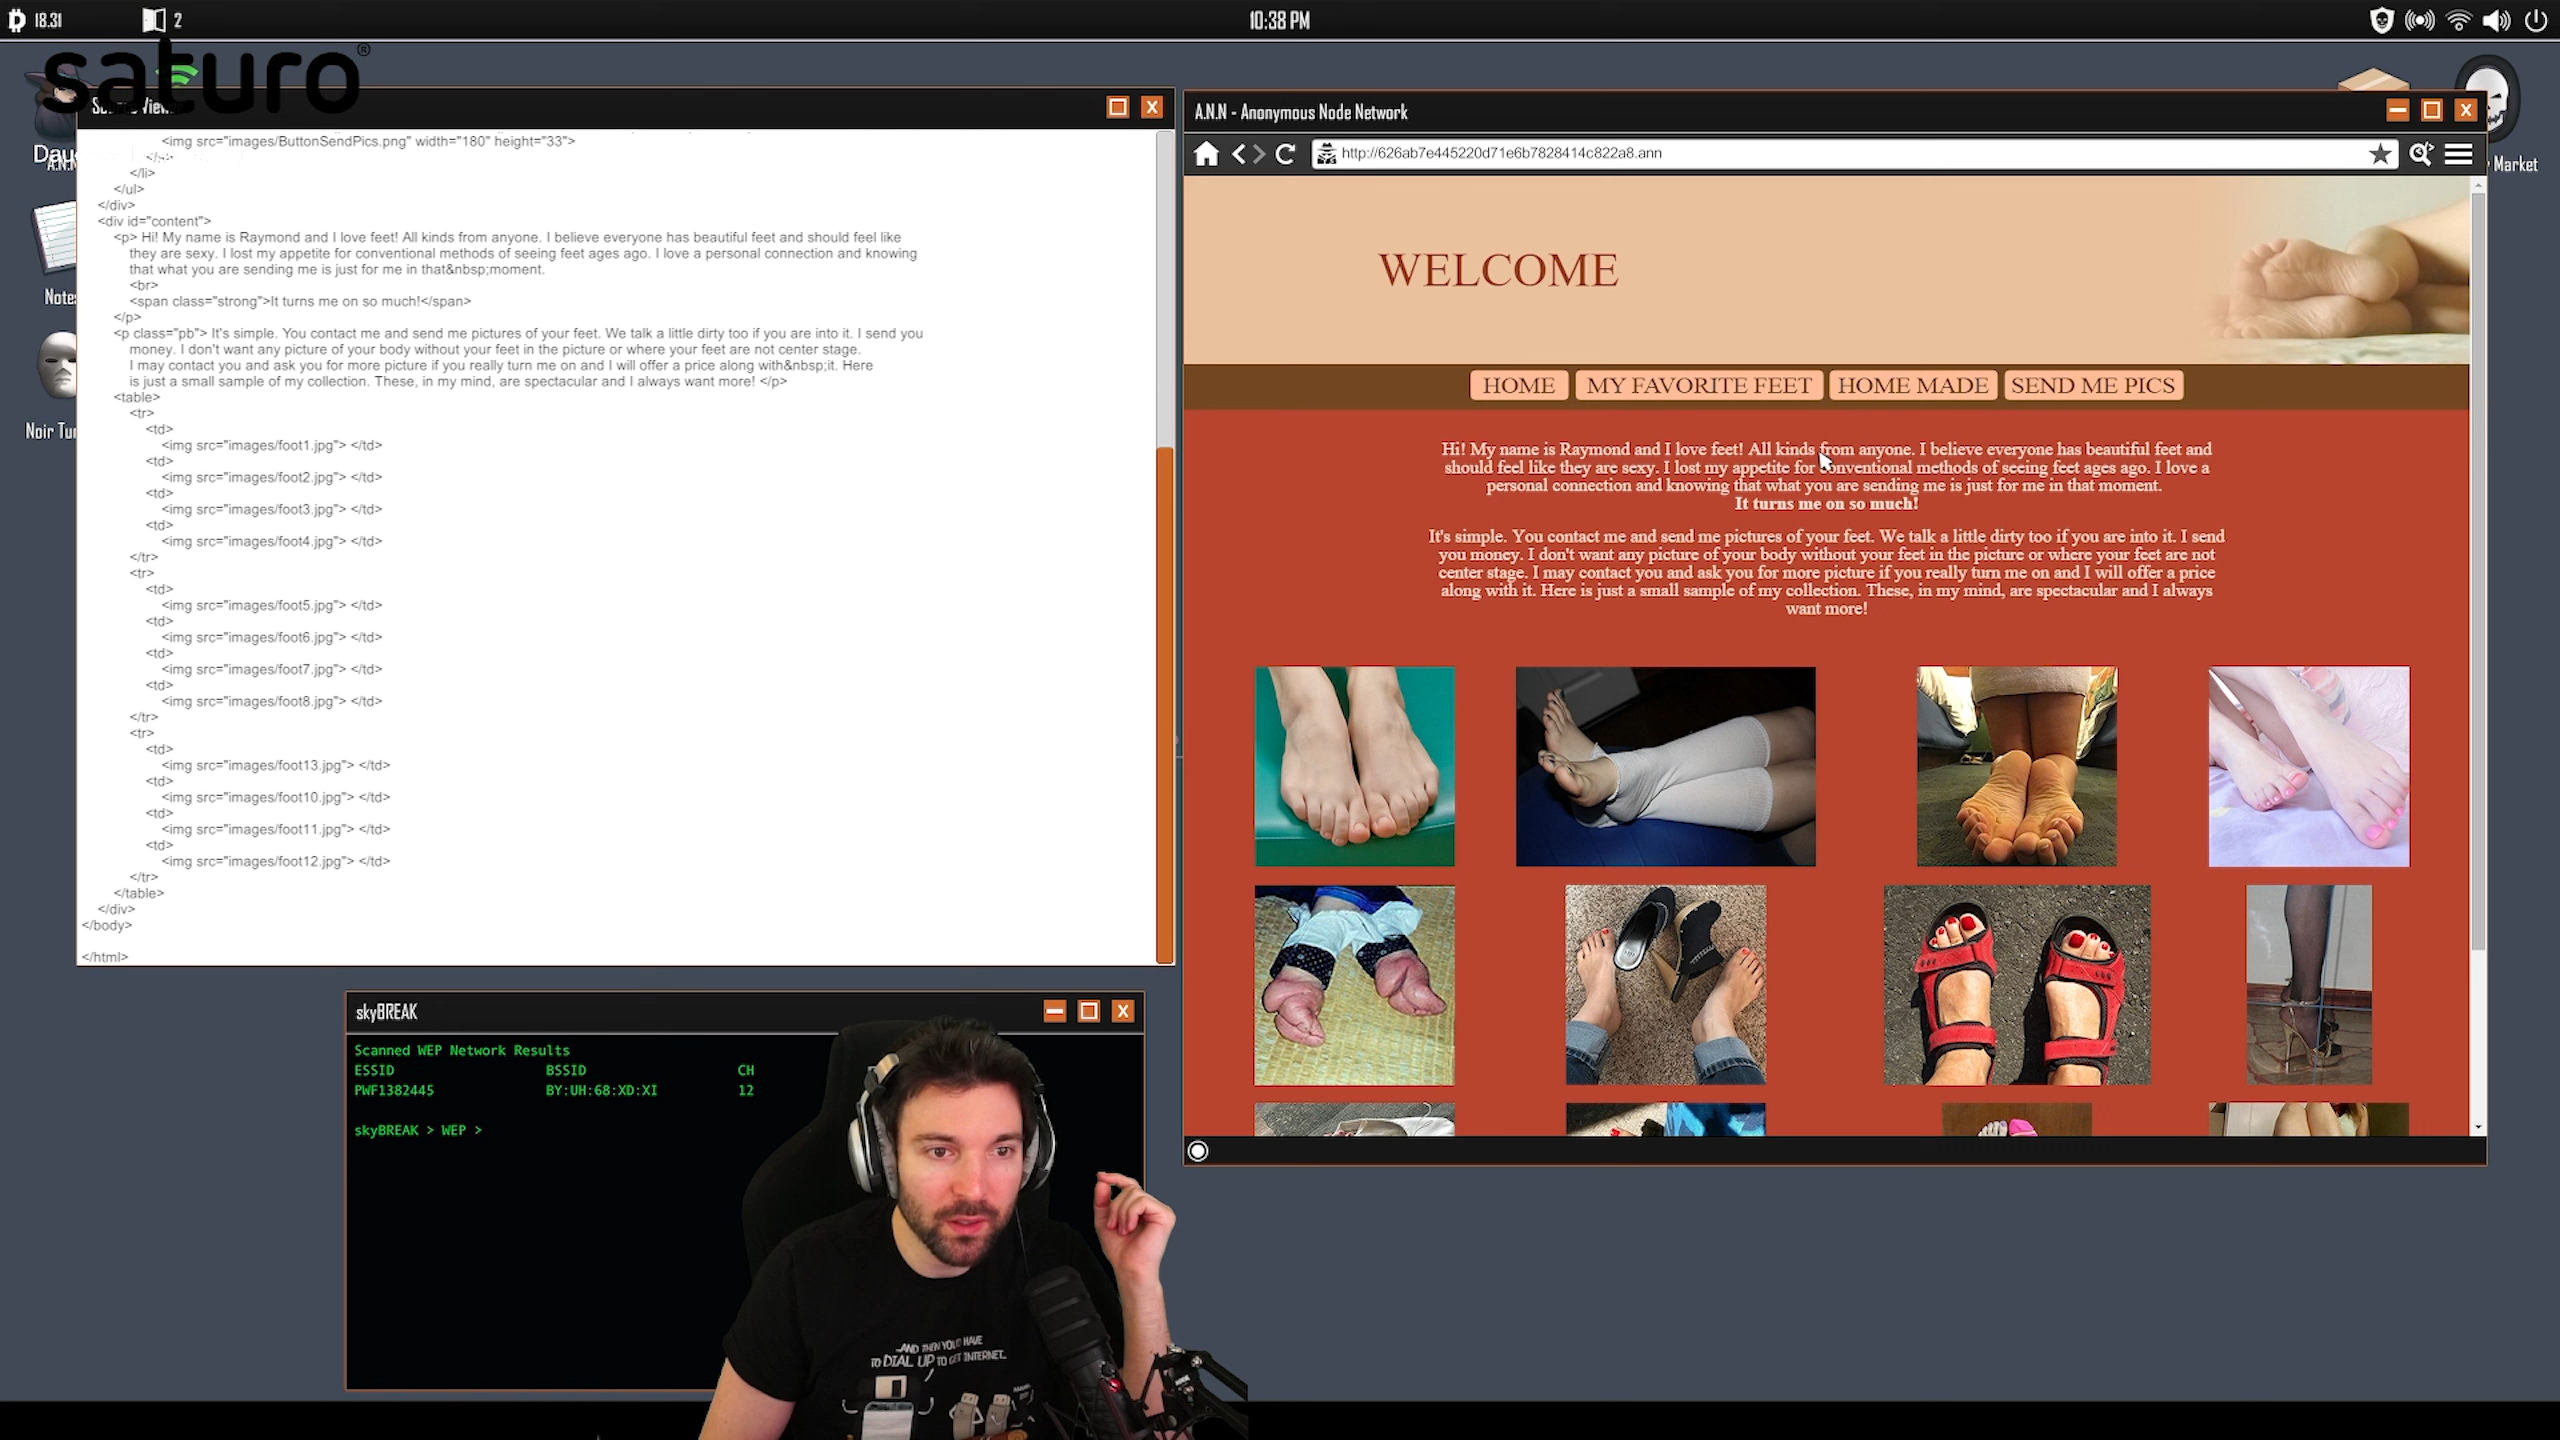 18.31
2
10:38 PM
saturo®
A.N.N
Notes
Noir Tun
Market
<img src="images/ButtonSendPics.png" width="180" height="33">
</li>
</ul>
</div>
<div id="content">
<p> Hi! My name is Raymond and I love feet! All kinds from anyone. I believe everyone has beautiful feet and should feel like
they are sexy. I lost my appetite for conventional methods of seeing feet ages ago. I love a personal connection and knowing
that what you are sending me is just for me in that&nbsp;moment.
<br>
<span class="strong">It turns me on so much!</span>
</p>
<p class="pb"> It's simple. You contact me and send me pictures of your feet. We talk a little dirty too if you are into it. I send you
money. I don't want any picture of your body without your feet in the picture or where your feet are not center stage.
I may contact you and ask you for more picture if you really turn me on and I will offer a price along with&nbsp;it. Here
is just a small sample of my collection. These, in my mind, are spectacular and I always want more! </p>
<table>
<tr>
<td>
<img src="images/foot1.jpg"> </td>
<td>
<img src="images/foot2.jpg"> </td>
<td>
<img src="images/foot3.jpg"> </td>
<td>
<img src="images/foot4.jpg"> </td>
</tr>
<tr>
<td>
<img src="images/foot5.jpg"> </td>
<td>
<img src="images/foot6.jpg"> </td>
<td>
<img src="images/foot7.jpg"> </td>
<td>
<img src="images/foot8.jpg"> </td>
</tr>
<tr>
<td>
<img src="images/foot13.jpg"> </td>
<td>
<img src="images/foot10.jpg"> </td>
<td>
<img src="images/foot11.jpg"> </td>
<td>
<img src="images/foot12.jpg"> </td>
</tr>
</table>
</div>
</body>
</html>
A.N.N - Anonymous Node Network
http://626ab7e445220d71e6b7828414c822a8.ann
WELCOME
HOME MY FAVORITE FEET HOME MADE SEND ME PICS
Hi! My name is Raymond and I love feet! All kinds from anyone. I believe everyone has beautiful feet and
should feel like they are sexy. I lost my appetite for conventional methods of seeing feet ages ago. I love a
personal connection and knowing that what you are sending me is just for me in that moment.
It turns me on so much!
It's simple. You contact me and send me pictures of your feet. We talk a little dirty too if you are into it. I send
you money. I don't want any picture of your body without your feet in the picture or where your feet are not
center stage. I may contact you and ask you for more picture if you really turn me on and I will offer a price
along with it. Here is just a small sample of my collection. These, in my mind, are spectacular and I always
want more!
skyBREAK
Scanned WEP Network Results
ESSID BSSID CH
PWF1382445 BY:UH:68:XD:XI 12
skyBREAK > WEP >
...AND THEN YOU'D HAVE
TO DIAL UP TO GET INTERNET...